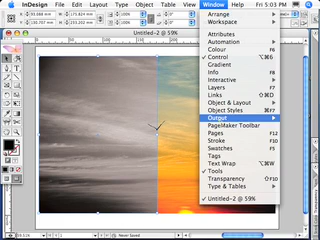 InDesign File Edit Layout Type Object Table View Window Help Fri 5:03 PM
Untitled-2 @ 59%
Arrange
Workspace
Attributes
Automation
Colour F6
Control ⌥⌘6
Gradient
Info F8
Interactive
Layers F7
Links ⇧⌘D
Object & Layout
Object Styles ⌘F7
Output
PageMaker Toolbar
Pages F12
Stroke F10
Swatches F5
Tags
Text Wrap ⌥⌘W
Tools
Transparency ⇧F10
Type & Tables
Untitled-2 @ 59%